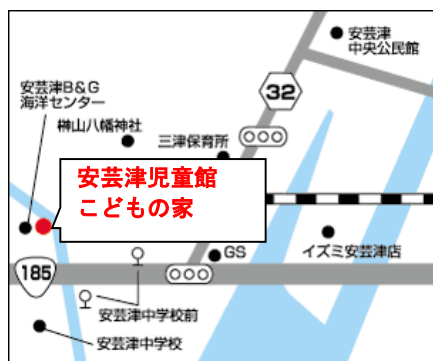 安芸津
中央公民館
32
安芸津B&G
海洋センター
榊山八幡神社
三津保育所
安芸津児童館
こどもの家
185
GS
イズミ安芸津店
安芸津中学校前
安芸津中学校